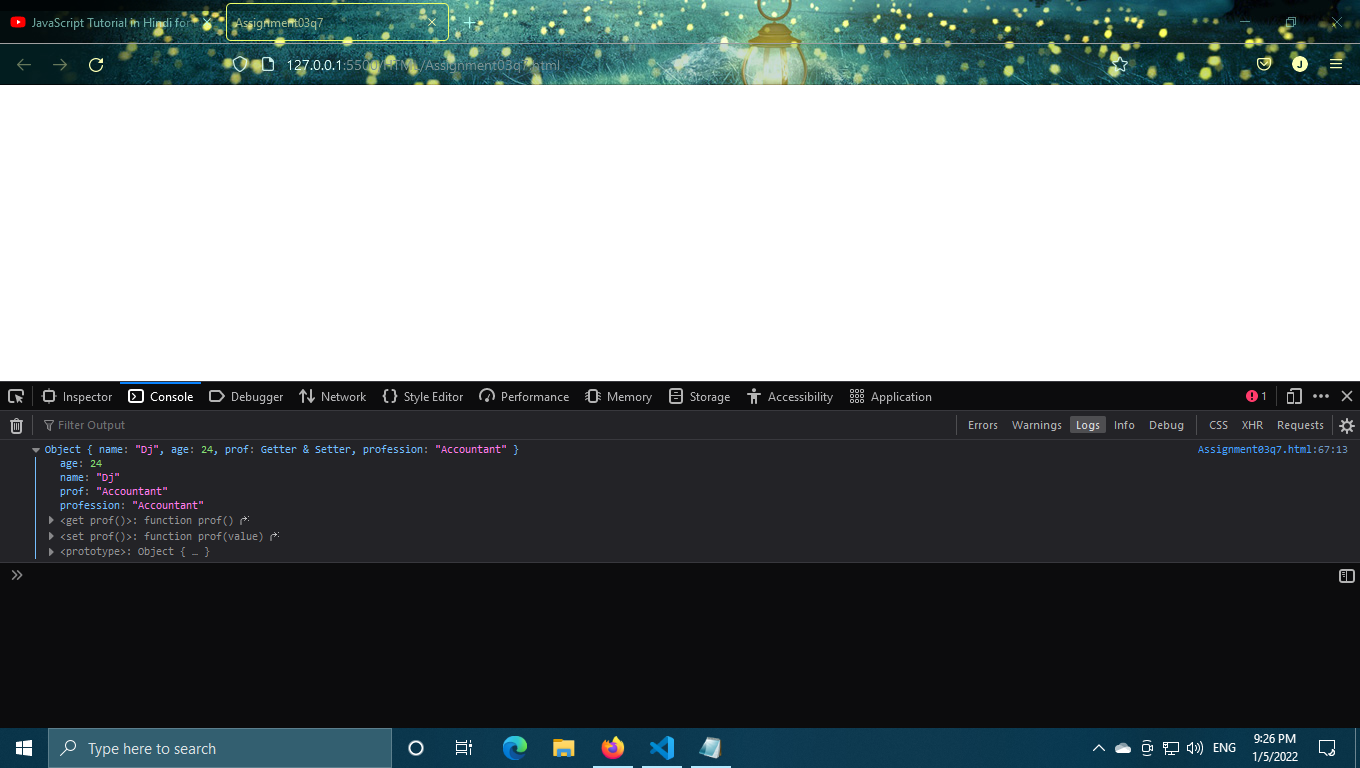 JavaScript Tutorial in Hindi for
Assignment03q7
127.0.0.1:5500/HTML/Assignment03q7.html
J
Inspector Console Debugger Network Style Editor Performance Memory Storage Accessibility Application 1
Filter Output Errors Warnings Logs Info Debug CSS XHR Requests
Object { name: "Dj", age: 24, prof: Getter & Setter, profession: "Accountant" } Assignment03q7.html:67:13
age: 24
name: "Dj"
prof: "Accountant"
profession: "Accountant"
<get prof()>: function prof()
<set prof()>: function prof(value)
<prototype>: Object { … }
Type here to search
ENG
9:26 PM
1/5/2022